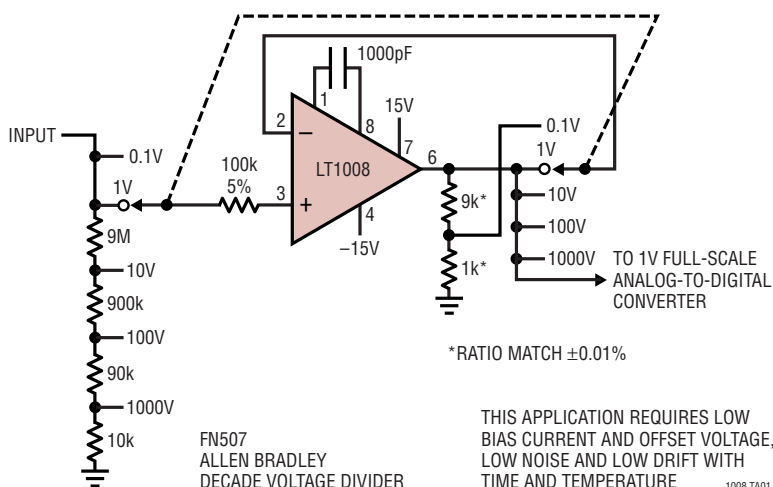 1000pF
1
2
8
15V
7
0.1V
INPUT
–
1V
6
0.1V
LT1008
100k
5%
1V
3
+
9k*
10V
4
–15V
100V
9M
1k*
1000V
TO 1V FULL-SCALE
ANALOG-TO-DIGITAL
CONVERTER
10V
900k
100V
*RATIO MATCH ±0.01%
90k
1000V
10k
FN507
ALLEN BRADLEY
DECADE VOLTAGE DIVIDER
THIS APPLICATION REQUIRES LOW
BIAS CURRENT AND OFFSET VOLTAGE,
LOW NOISE AND LOW DRIFT WITH
TIME AND TEMPERATURE
1008 TA01